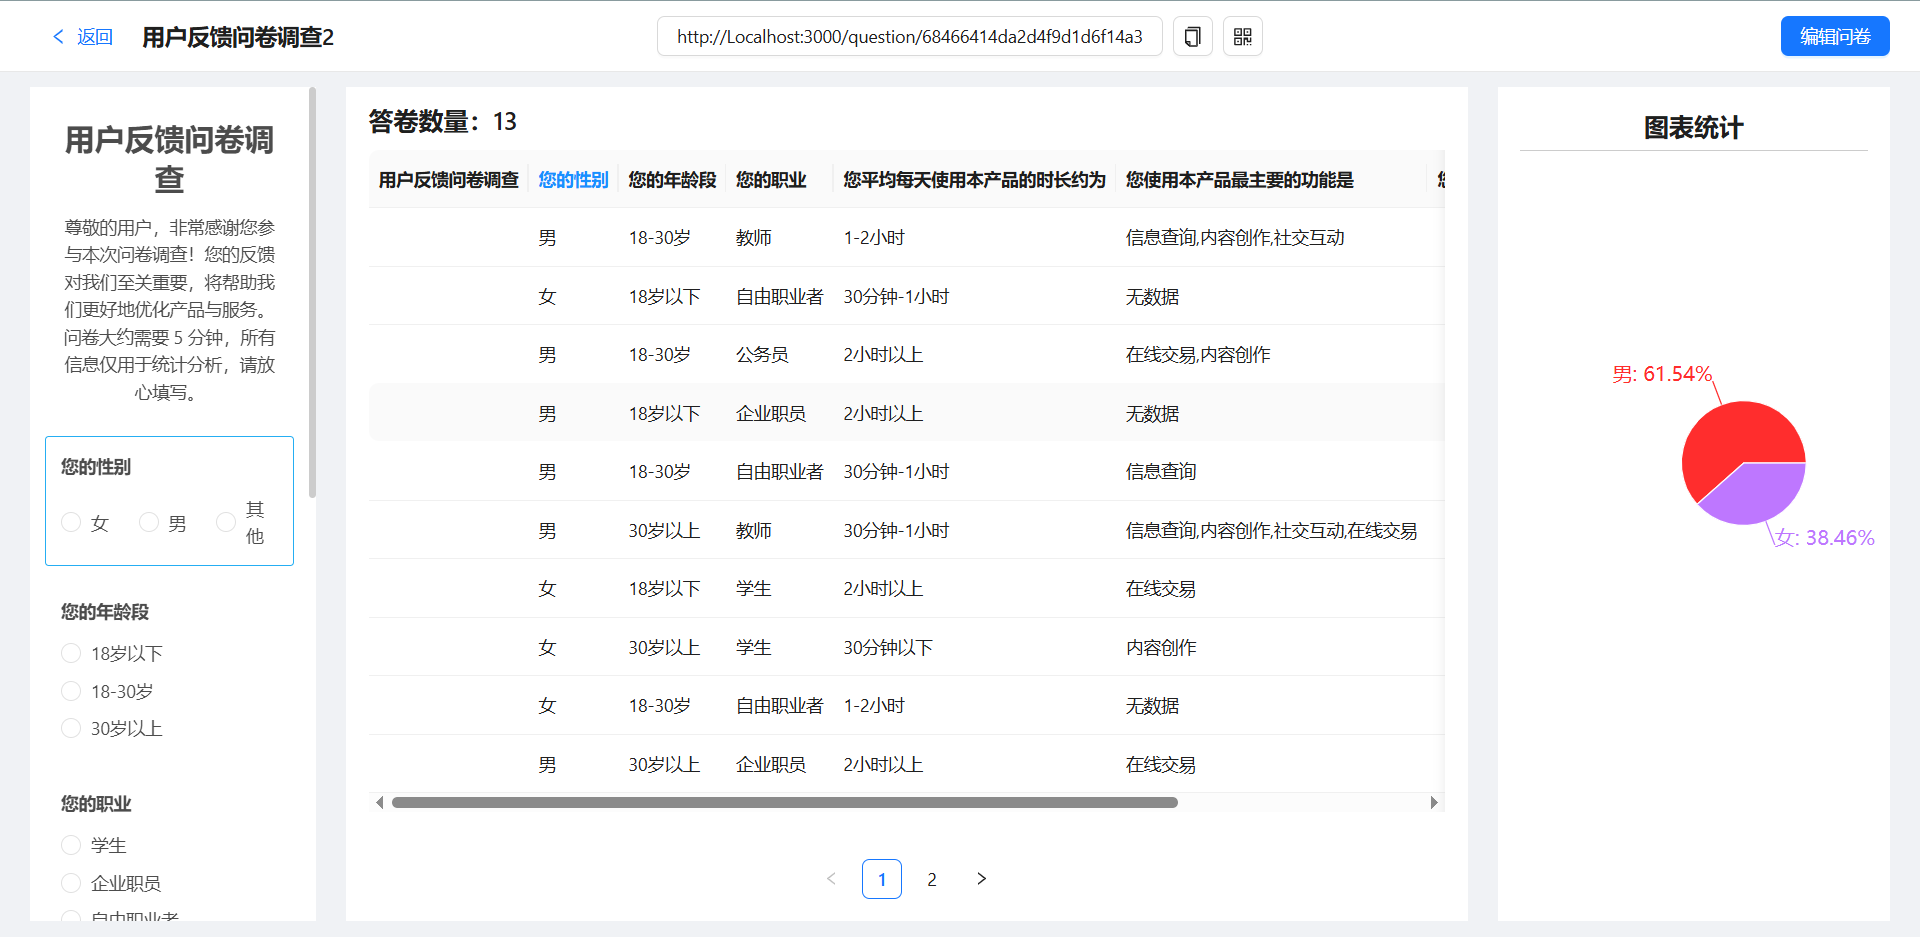 返回
用户反馈问卷调查2
http://Localhost:3000/question/68466414da2d4f9d1d6f14a3
编辑问卷
用户反馈问卷调
查
尊敬的用户，非常感谢您参
与本次问卷调查！您的反馈
对我们至关重要，将帮助我
们更好地优化产品与服务。
问卷大约需要 5 分钟，所有
信息仅用于统计分析，请放
心填写。
您的性别
女 男 其
他
您的年龄段
18岁以下
18-30岁
30岁以上
您的职业
学生
企业职员
自由职业者
答卷数量：13
用户反馈问卷调查 您的性别 您的年龄段 您的职业 您平均每天使用本产品的时长约为 您使用本产品最主要的功能是
男 18-30岁 教师 1-2小时 信息查询,内容创作,社交互动
女 18岁以下 自由职业者 30分钟-1小时 无数据
男 18-30岁 公务员 2小时以上 在线交易,内容创作
男 18岁以下 企业职员 2小时以上 无数据
男 18-30岁 自由职业者 30分钟-1小时 信息查询
男 30岁以上 教师 30分钟-1小时 信息查询,内容创作,社交互动,在线交易
女 18岁以下 学生 2小时以上 在线交易
女 30岁以上 学生 30分钟以下 内容创作
女 18-30岁 自由职业者 1-2小时 无数据
男 30岁以上 企业职员 2小时以上 在线交易
1 2
图表统计
男: 61.54%
女: 38.46%